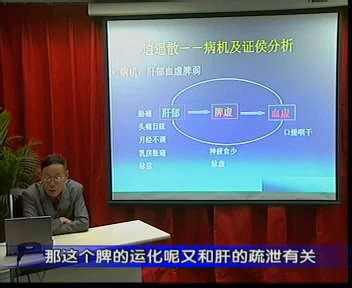 逍遥散——病机及证侯分析
病机：肝郁血虚脾弱
胁痛 肝郁 脾虚 血虚
头痛目眩 口燥咽干
月经不调
乳房胀痛 神疲食少
脉弦 脉虚
那这个脾的运化呢又和肝的疏泄有关